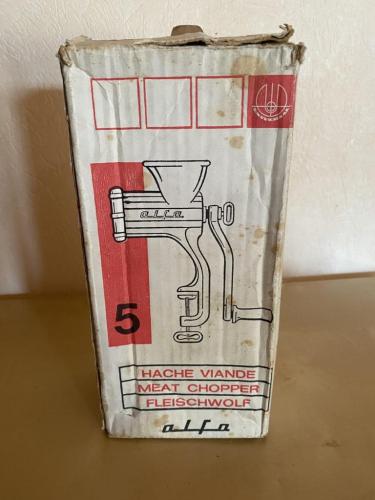 alfa
5
HACHE VIANDE
MEAT CHOPPER
FLEISCHWOLF
alfa